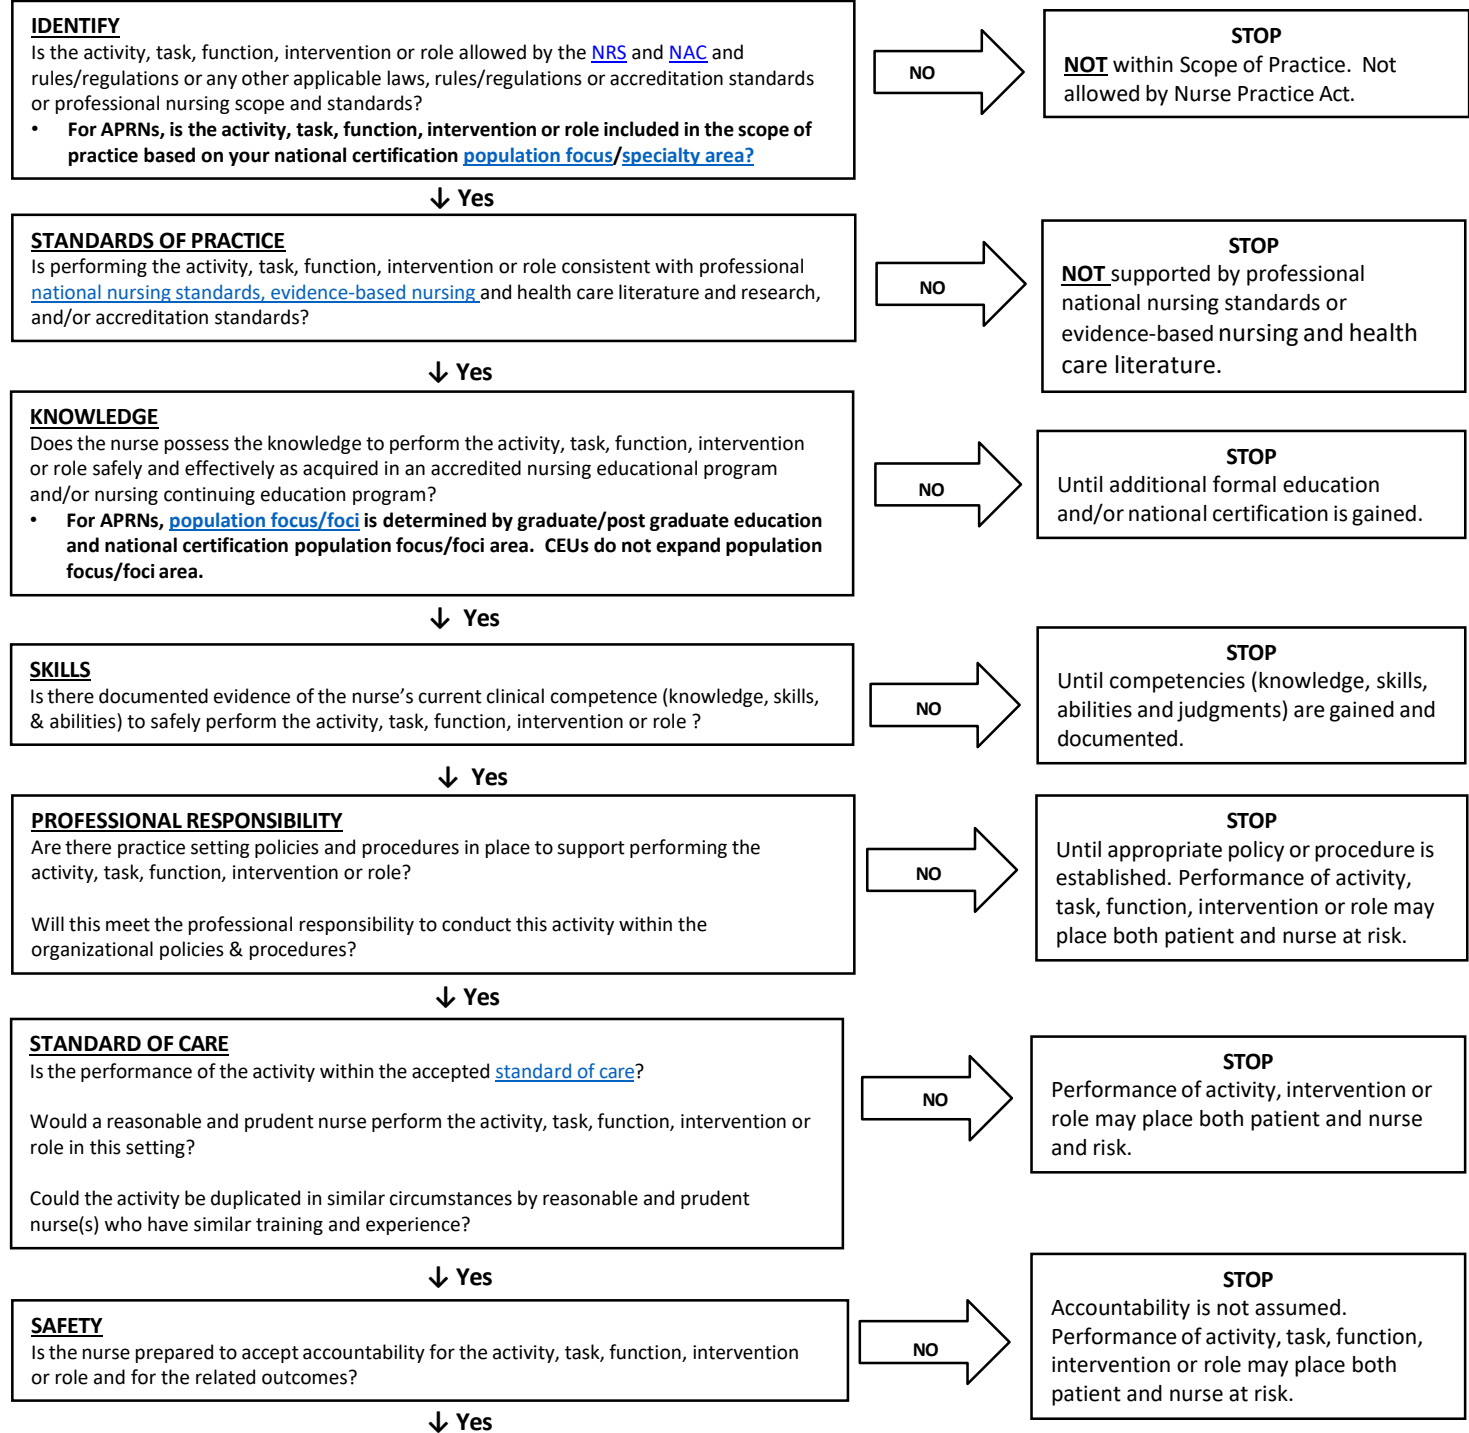 IDENTIFY
Is the activity, task, function, intervention or role allowed by the NRS and NAC and
rules/regulations or any other applicable laws, rules/regulations or accreditation standards
or professional nursing scope and standards?
• For APRNs, is the activity, task, function, intervention or role included in the scope of
practice based on your national certification population focus/specialty area?
NO
STOP
NOT within Scope of Practice. Not
allowed by Nurse Practice Act.
↓ Yes
STANDARDS OF PRACTICE
Is performing the activity, task, function, intervention or role consistent with professional
national nursing standards, evidence-based nursing and health care literature and research,
and/or accreditation standards?
NO
STOP
NOT supported by professional
national nursing standards or
evidence-based nursing and health
care literature.
↓ Yes
KNOWLEDGE
Does the nurse possess the knowledge to perform the activity, task, function, intervention
or role safely and effectively as acquired in an accredited nursing educational program
and/or nursing continuing education program?
• For APRNs, population focus/foci is determined by graduate/post graduate education
and national certification population focus/foci area. CEUs do not expand population
focus/foci area.
NO
STOP
Until additional formal education
and/or national certification is gained.
↓ Yes
SKILLS
Is there documented evidence of the nurse's current clinical competence (knowledge, skills,
& abilities) to safely perform the activity, task, function, intervention or role ?
NO
STOP
Until competencies (knowledge, skills,
abilities and judgments) are gained and
documented.
↓ Yes
PROFESSIONAL RESPONSIBILITY
Are there practice setting policies and procedures in place to support performing the
activity, task, function, intervention or role?
Will this meet the professional responsibility to conduct this activity within the
organizational policies & procedures?
NO
STOP
Until appropriate policy or procedure is
established. Performance of activity,
task, function, intervention or role may
place both patient and nurse at risk.
↓ Yes
STANDARD OF CARE
Is the performance of the activity within the accepted standard of care?
Would a reasonable and prudent nurse perform the activity, task, function, intervention or
role in this setting?
Could the activity be duplicated in similar circumstances by reasonable and prudent
nurse(s) who have similar training and experience?
NO
STOP
Performance of activity, intervention or
role may place both patient and nurse
and risk.
↓ Yes
SAFETY
Is the nurse prepared to accept accountability for the activity, task, function, intervention
or role and for the related outcomes?
NO
STOP
Accountability is not assumed.
Performance of activity, task, function,
intervention or role may place both
patient and nurse at risk.
↓ Yes